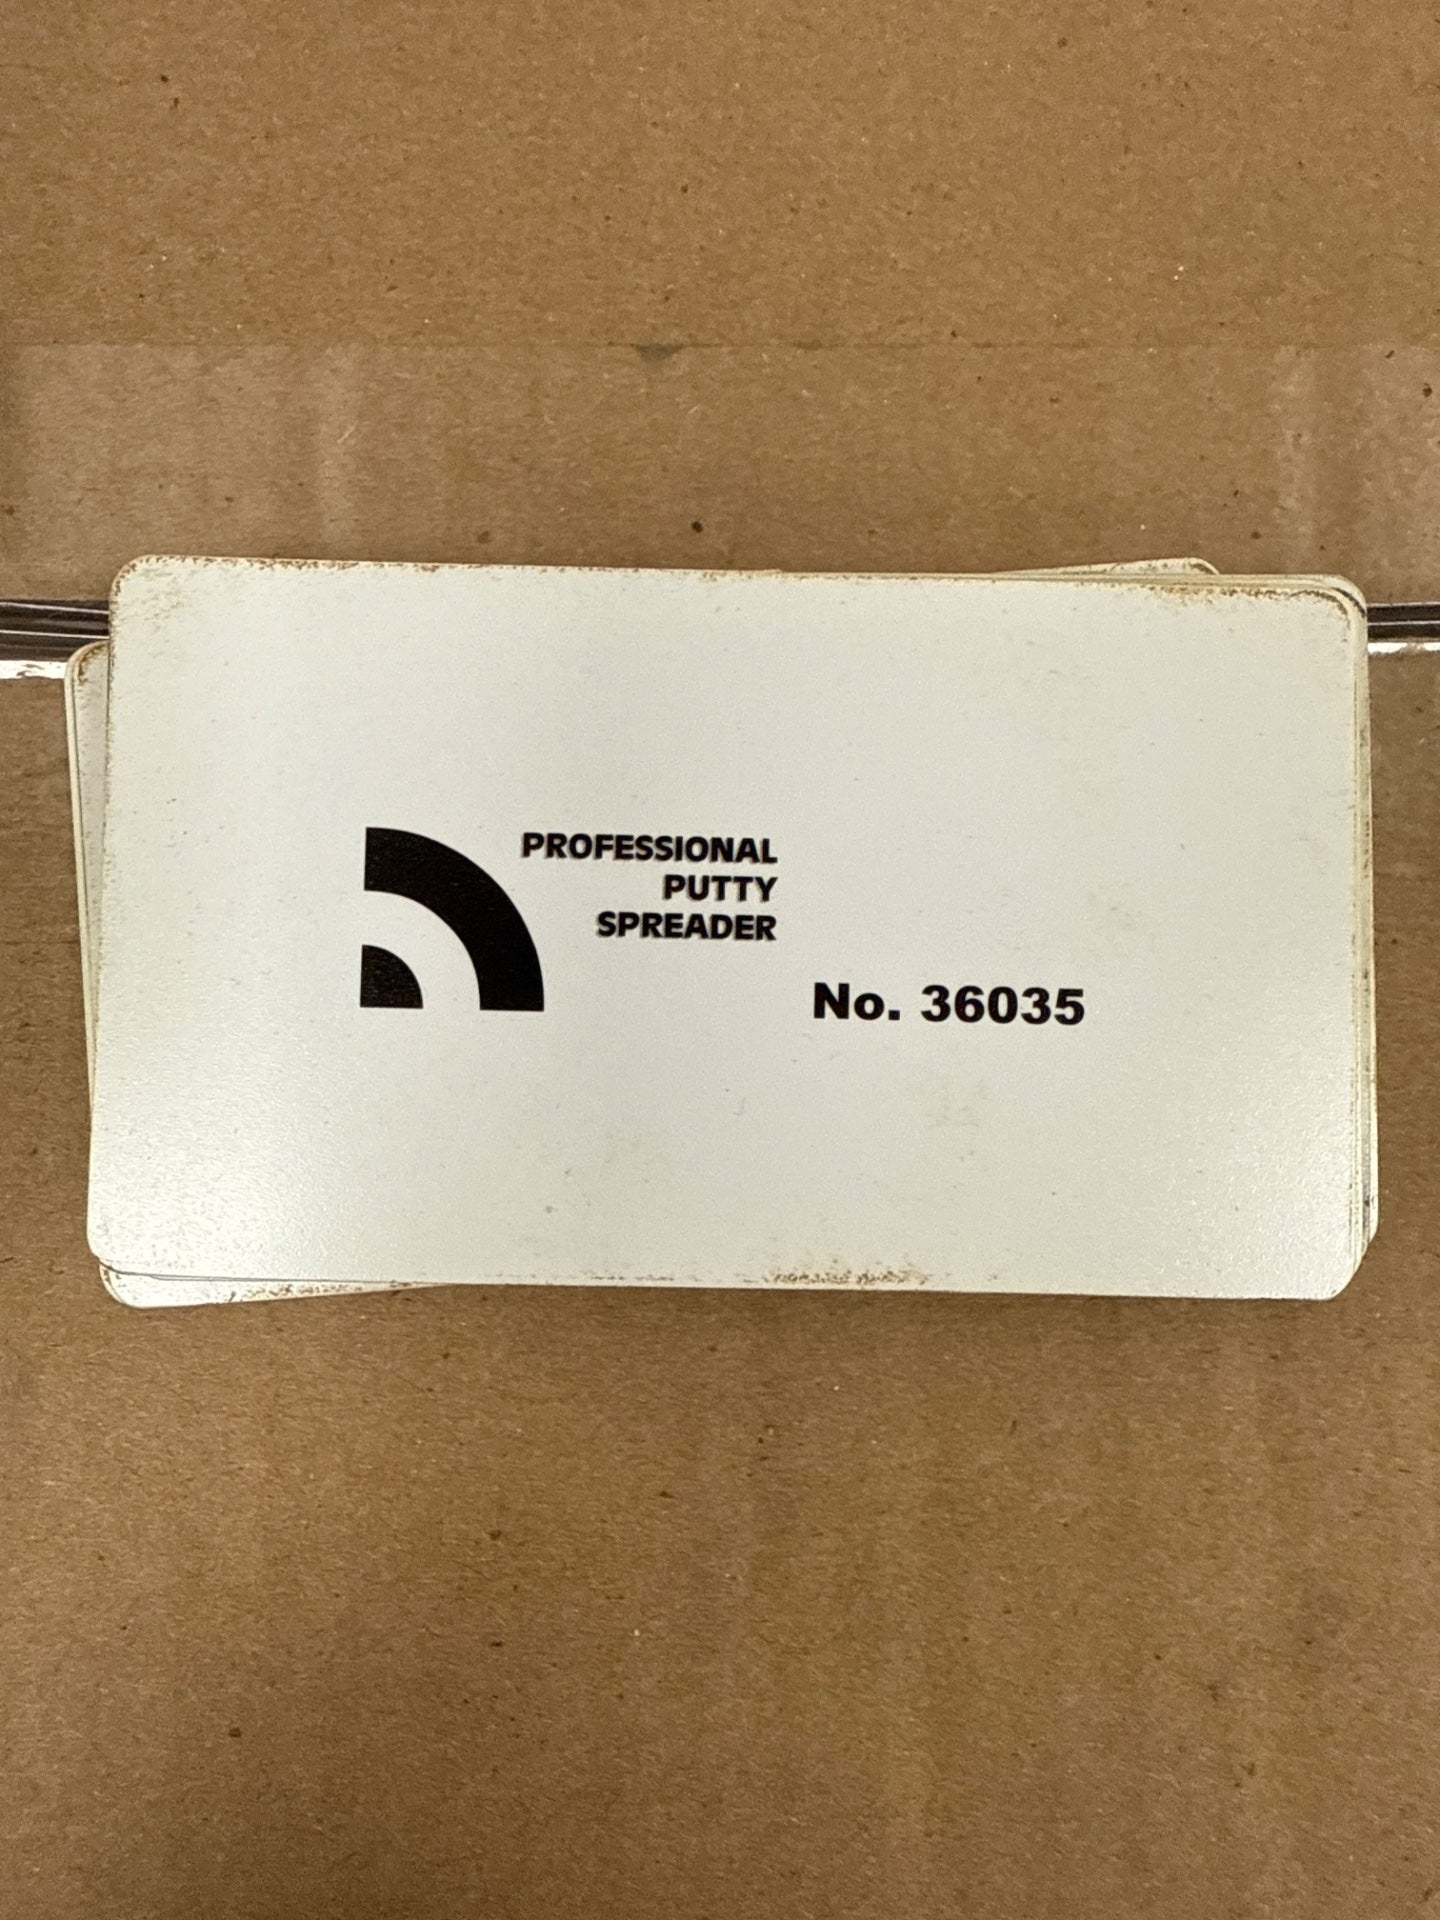 PROFESSIONAL
PUTTY
SPREADER
No. 36035